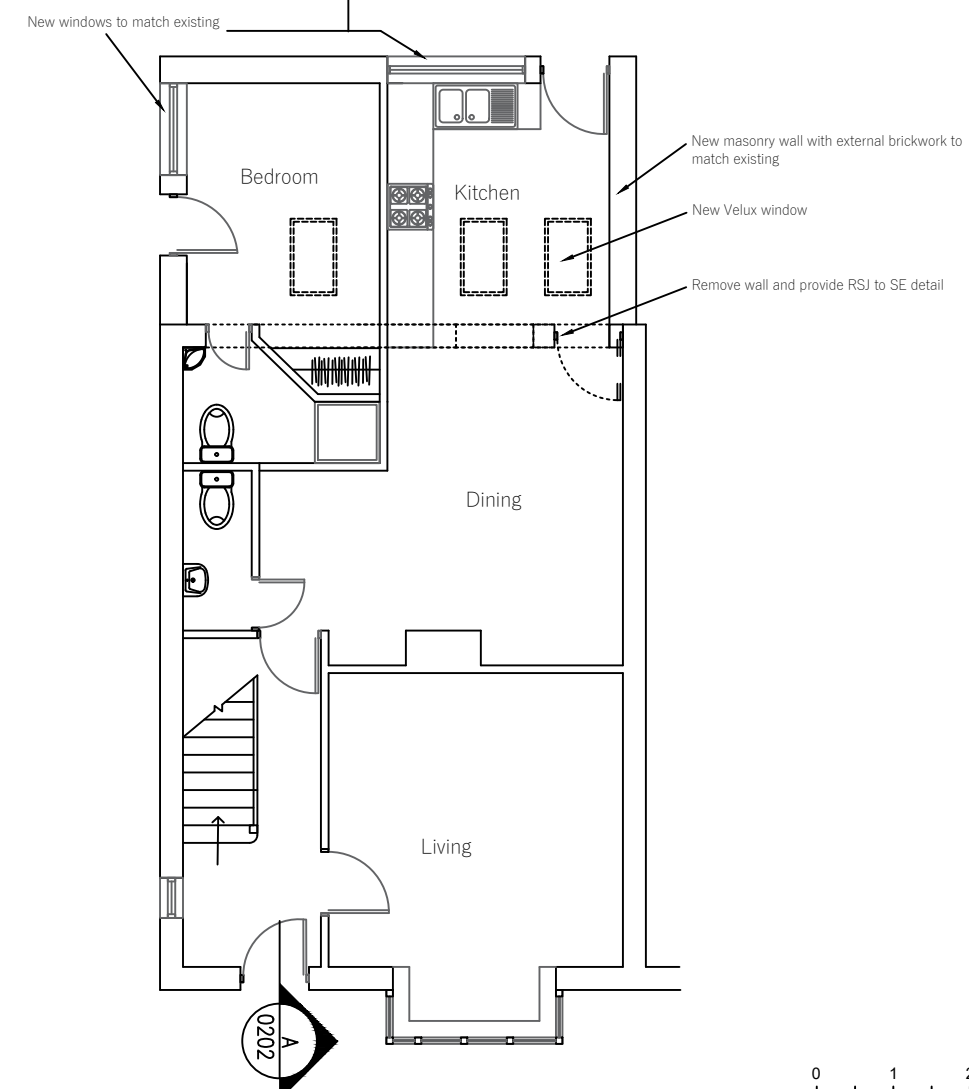 New windows to match existing
New masonry wall with external brickwork to
match existing
Bedroom
Kitchen
New Velux window
Remove wall and provide RSJ to SE detail
Dining
Living
A
0202
0 1 2